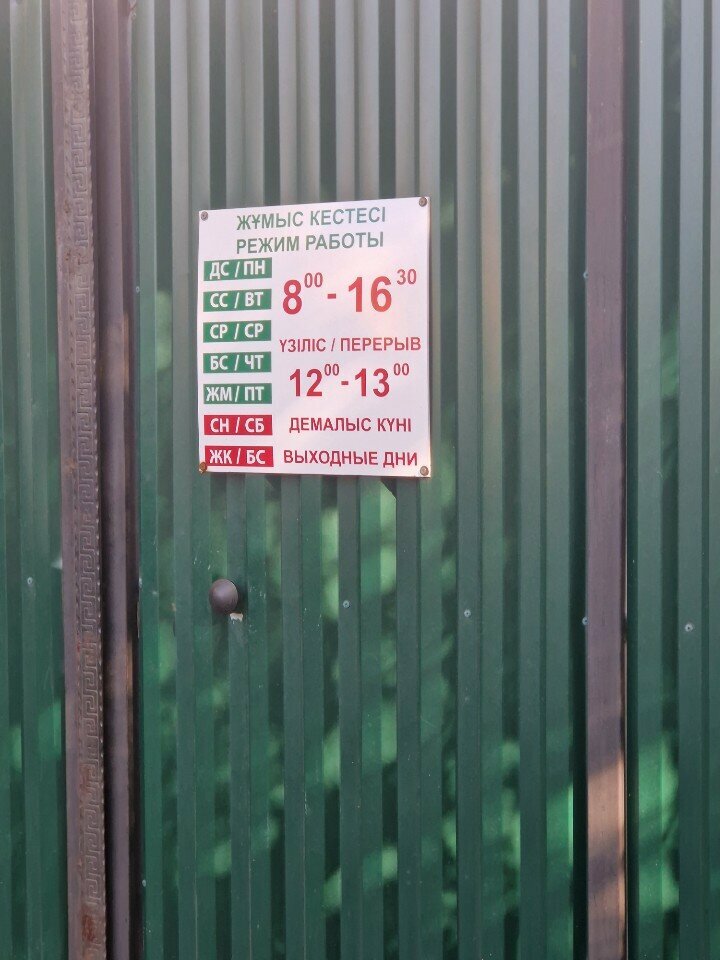 ЖҰМЫС КЕСТЕСІ
РЕЖИМ РАБОТЫ
ДС / ПН
СС / ВТ
СР / СР
БС / ЧТ
ЖМ / ПТ
8⁰⁰ - 16³⁰
ҮЗІЛІС / ПЕРЕРЫВ
12⁰⁰ - 13⁰⁰
СН / СБ
ЖК / БС
ДЕМАЛЫС КҮНІ
ВЫХОДНЫЕ ДНИ